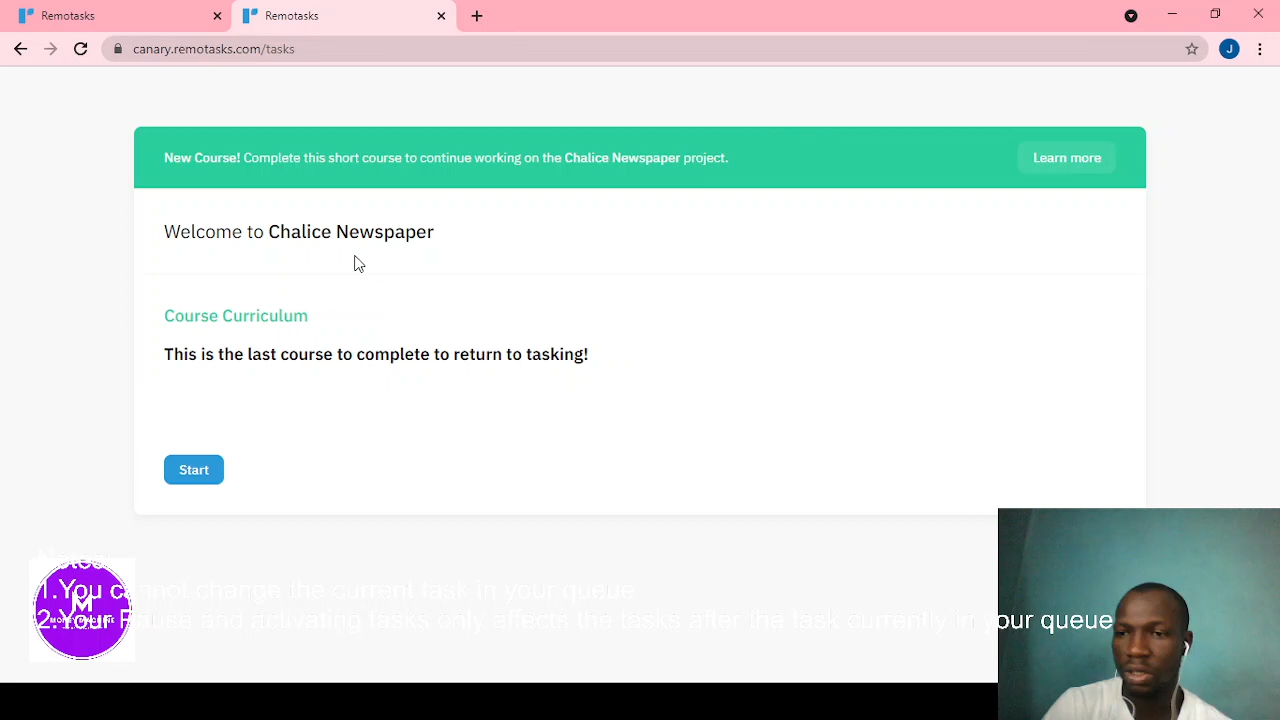 Remotasks
Remotasks
canary.remotasks.com/tasks
J
New Course! Complete this short course to continue working on the Chalice Newspaper project.
Learn more
Welcome to Chalice Newspaper
Course Curriculum
This is the last course to complete to return to tasking!
Start
Notes:
1.You cannot change the current task in your queue
2.Your Pause and activating tasks only affects the tasks after the task currently in your queue
M
MONEY MACHINE